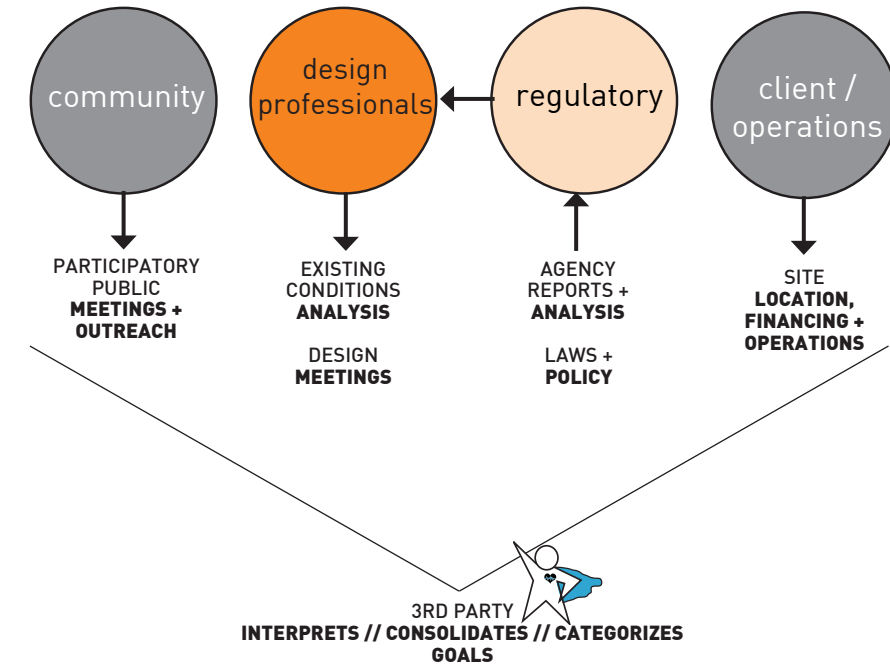 community
design
professionals
regulatory
client /
operations
PARTICIPATORY
PUBLIC
MEETINGS +
OUTREACH
EXISTING
CONDITIONS
ANALYSIS
DESIGN
MEETINGS
AGENCY
REPORTS +
ANALYSIS
LAWS +
POLICY
SITE
LOCATION,
FINANCING +
OPERATIONS
3RD PARTY
INTERPRETS // CONSOLIDATES // CATEGORIZES
GOALS